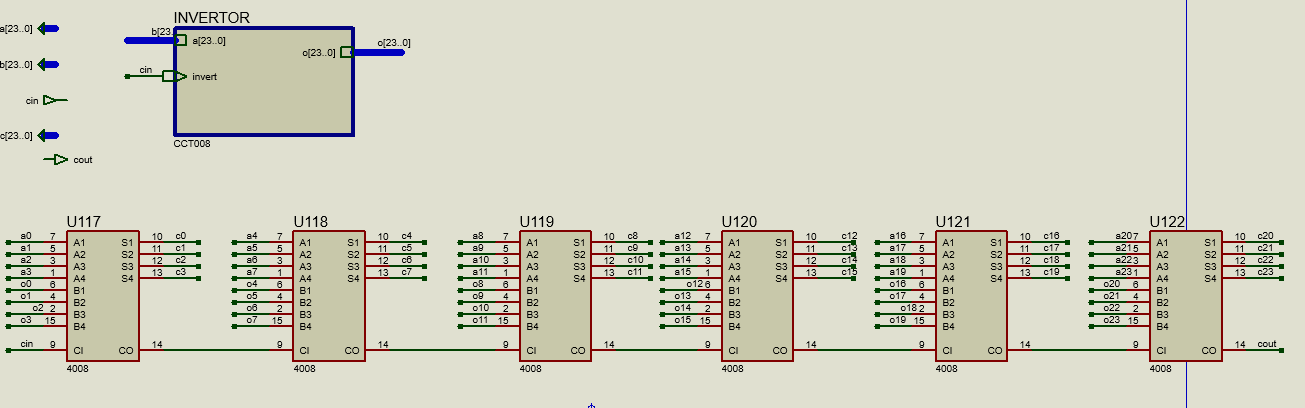 INVERTOR
a[23..0]
b[23
a[23..0]
o[23..0]
o[23..0]
b[23..0]
cin
invert
cin
c[23..0]
CCT008
cout
U117 U118 U119 U120 U121 U122
a0 7 A1 S1 10 c0 a4 7 A1 S1 10 c4 a8 7 A1 S1 10 c8 a12 7 A1 S1 10 c12 a16 7 A1 S1 10 c16 a20 7 A1 S1 10 c20
a1 5 A2 S2 11 c1 a5 5 A2 S2 11 c5 a9 5 A2 S2 11 c9 a13 5 A2 S2 11 c13 a17 5 A2 S2 11 c17 a21 5 A2 S2 11 c21
a2 3 A3 S3 12 c2 a6 3 A3 S3 12 c6 a10 3 A3 S3 12 c10 a14 3 A3 S3 12 c14 a18 3 A3 S3 12 c18 a22 3 A3 S3 12 c22
a3 1 A4 S4 13 c3 a7 1 A4 S4 13 c7 a11 1 A4 S4 13 c11 a15 1 A4 S4 13 c15 a19 1 A4 S4 13 c19 a23 1 A4 S4 13 c23
o0 6 B1 o4 6 B1 o8 6 B1 o12 6 B1 o16 6 B1 o20 6 B1
o1 4 B2 o5 4 B2 o9 4 B2 o13 4 B2 o17 4 B2 o21 4 B2
o2 2 B3 o6 2 B3 o10 2 B3 o14 2 B3 o18 2 B3 o22 2 B3
o3 15 B4 o7 15 B4 o11 15 B4 o15 15 B4 o19 15 B4 o23 15 B4
cin 9 CI CO 14 9 CI CO 14 9 CI CO 14 9 CI CO 14 9 CI CO 14 9 CI CO 14 cout
4008 4008 4008 4008 4008 4008